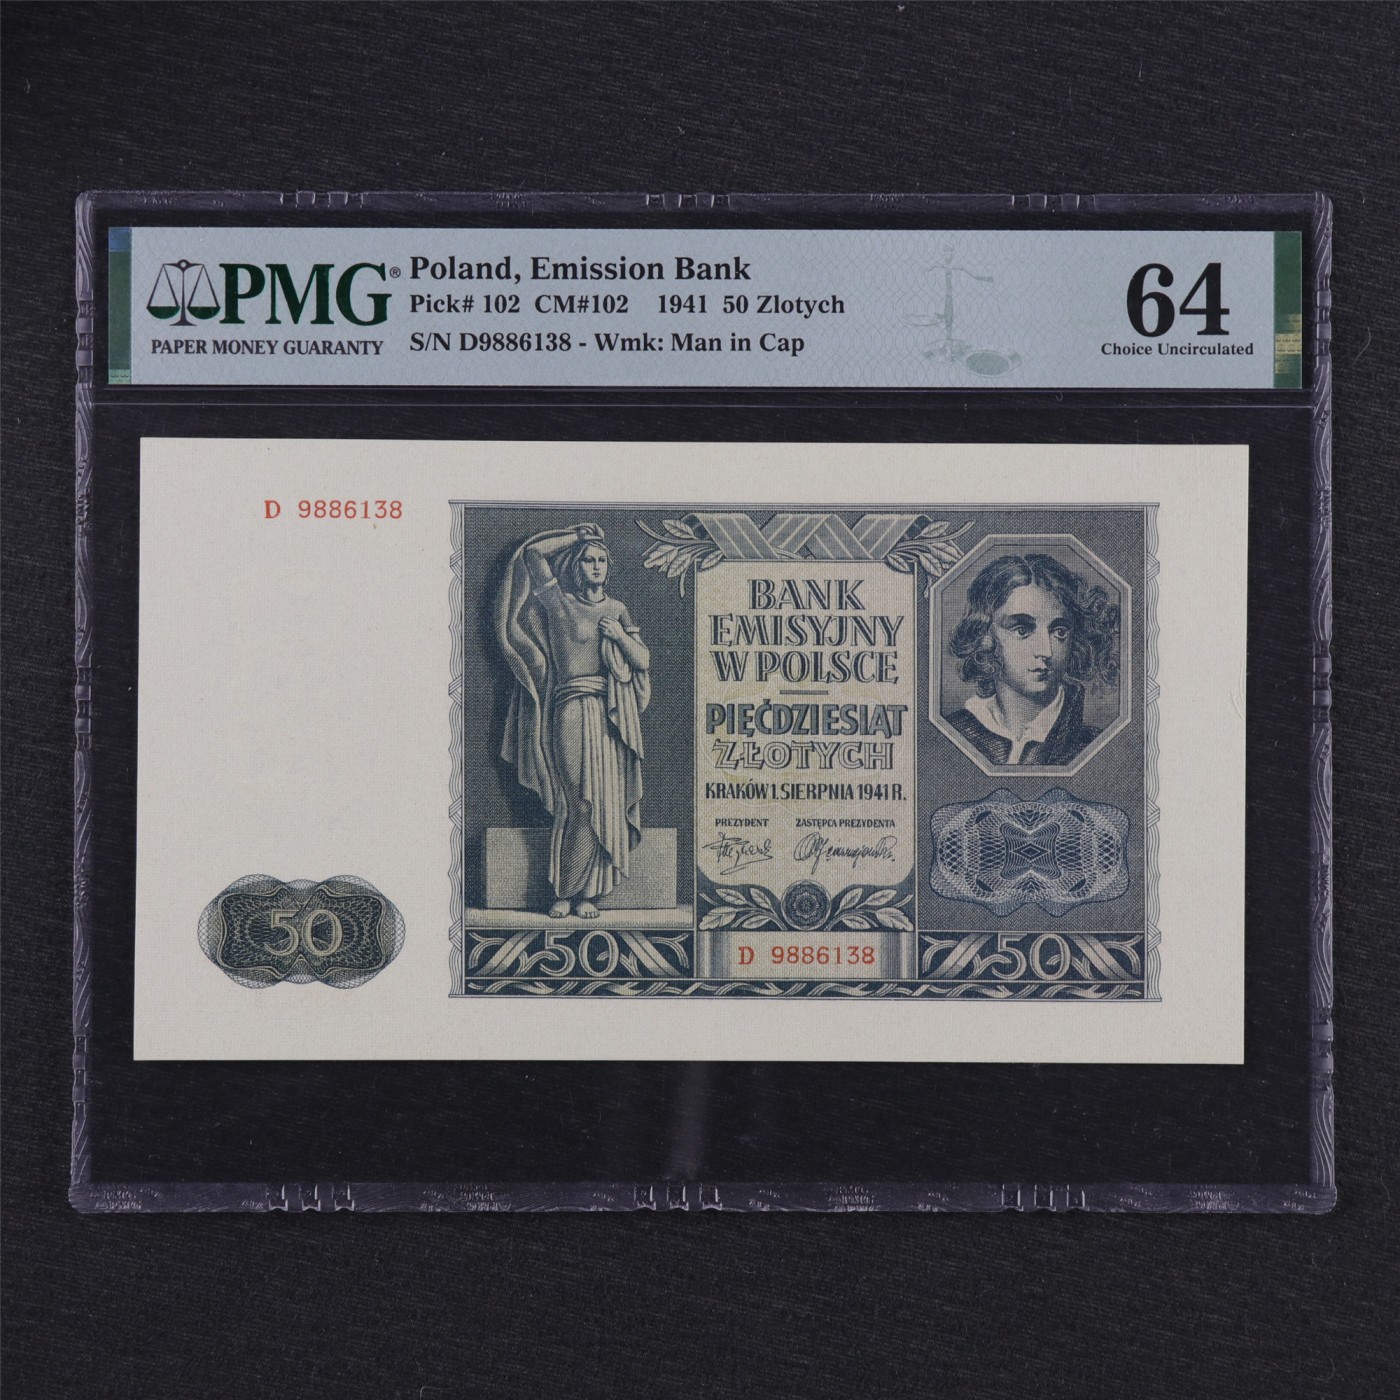 PMG®
PAPER MONEY GUARANTY
Poland, Emission Bank
Pick# 102 CM#102 1941 50 Zlotych
S/N D9886138 - Wmk: Man in Cap
64
Choice Uncirculated
D 9886138
BANK
EMISYJNY
W POLSCE
PIĘĆDZIESIĄT
ZŁOTYCH
KRAKÓW 1. SIERPNIA 1941 R.
PREZYDENT ZASTĘPCA PREZYDENTA
50
50
D 9886138
50